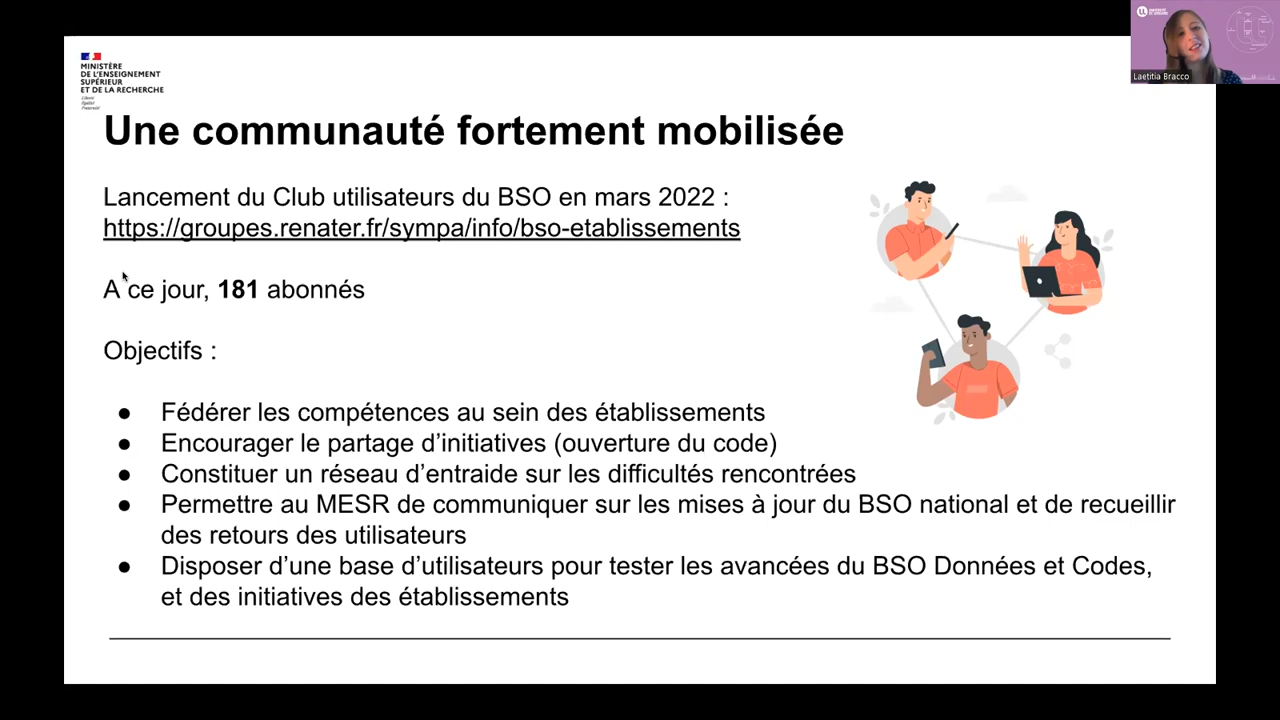 MINISTÈRE
DE L'ENSEIGNEMENT
SUPÉRIEUR
ET DE LA RECHERCHE
Liberté
Égalité
Fraternité
Une communauté fortement mobilisée
Lancement du Club utilisateurs du BSO en mars 2022 :
https://groupes.renater.fr/sympa/info/bso-etablissements
A ce jour, 181 abonnés
Objectifs :
● Fédérer les compétences au sein des établissements
● Encourager le partage d’initiatives (ouverture du code)
● Constituer un réseau d’entraide sur les difficultés rencontrées
● Permettre au MESR de communiquer sur les mises à jour du BSO national et de recueillir
des retours des utilisateurs
● Disposer d’une base d’utilisateurs pour tester les avancées du BSO Données et Codes,
et des initiatives des établissements
Laetitia Bracco